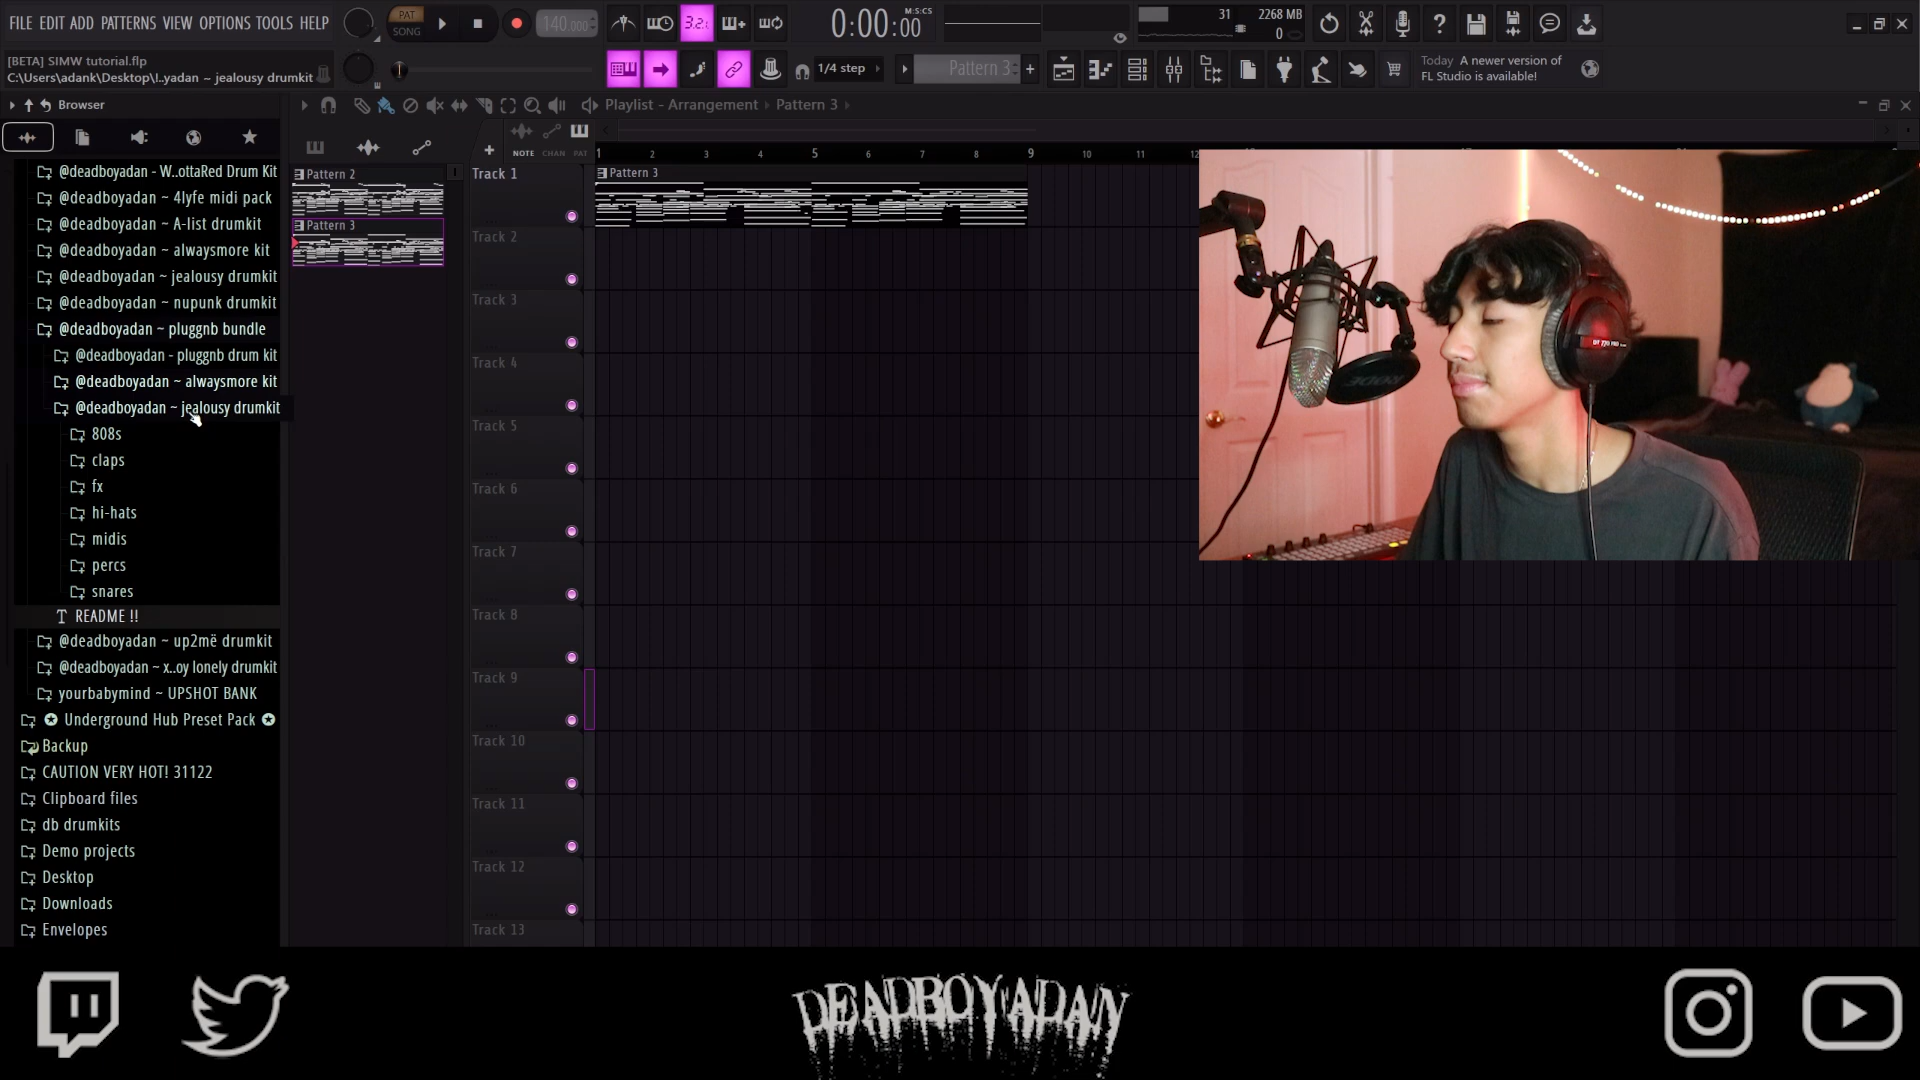 FILE EDIT ADD PATTERNS VIEW OPTIONS TOOLS HELP
PAT
SONG
140.000
3.2.
0:00:00
M:S:CS
31
2268 MB
0
[BETA] SIMW tutorial.flp
C:\Users\adank\Desktop\!..yadan ~ jealousy drumkit
1/4 step
Pattern 3
Today A newer version of
FL Studio is available!
Browser
Playlist - Arrangement › Pattern 3 ›
NOTE CHAN PAT
1 2 3 4 5 6 7 8 9 10 11 12
@deadboyadan - W..ottaRed Drum Kit
@deadboyadan ~ 4lyfe midi pack
@deadboyadan ~ A-list drumkit
@deadboyadan ~ alwaysmore kit
@deadboyadan ~ jealousy drumkit
@deadboyadan ~ nupunk drumkit
@deadboyadan ~ pluggnb bundle
@deadboyadan - pluggnb drum kit
@deadboyadan ~ alwaysmore kit
@deadboyadan ~ jealousy drumkit
808s
claps
fx
hi-hats
midis
percs
snares
README !!
@deadboyadan ~ up2më drumkit
@deadboyadan ~ x..oy lonely drumkit
yourbabymind ~ UPSHOT BANK
✪ Underground Hub Preset Pack ✪
Backup
CAUTION VERY HOT! 31122
Clipboard files
db drumkits
Demo projects
Desktop
Downloads
Envelopes
Pattern 2
Pattern 3
Track 1
Pattern 3
Track 2
Track 3
Track 4
Track 5
Track 6
Track 7
Track 8
Track 9
Track 10
Track 11
Track 12
Track 13
RODE
DT 770 PRO
DEADBOYADAN